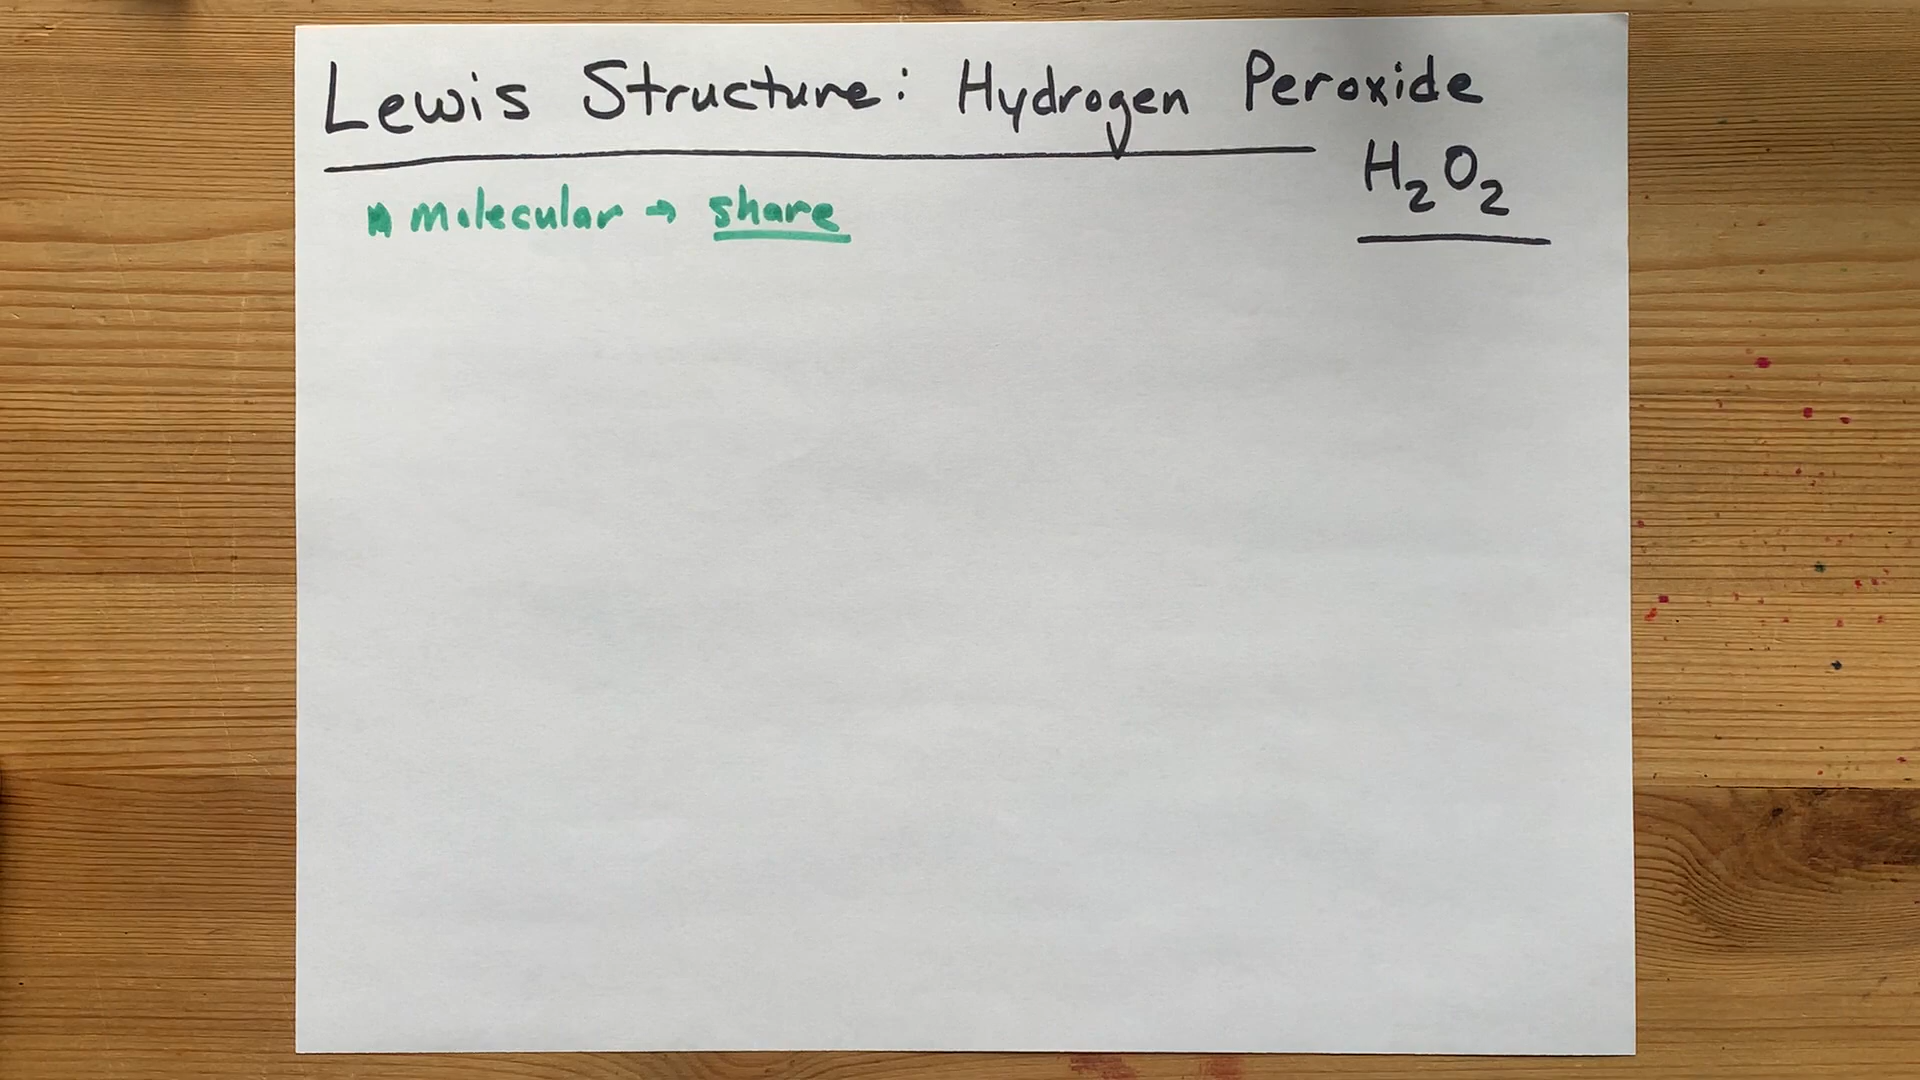 Lewis Structure: Hydrogen Peroxide
H₂O₂
molecular → share